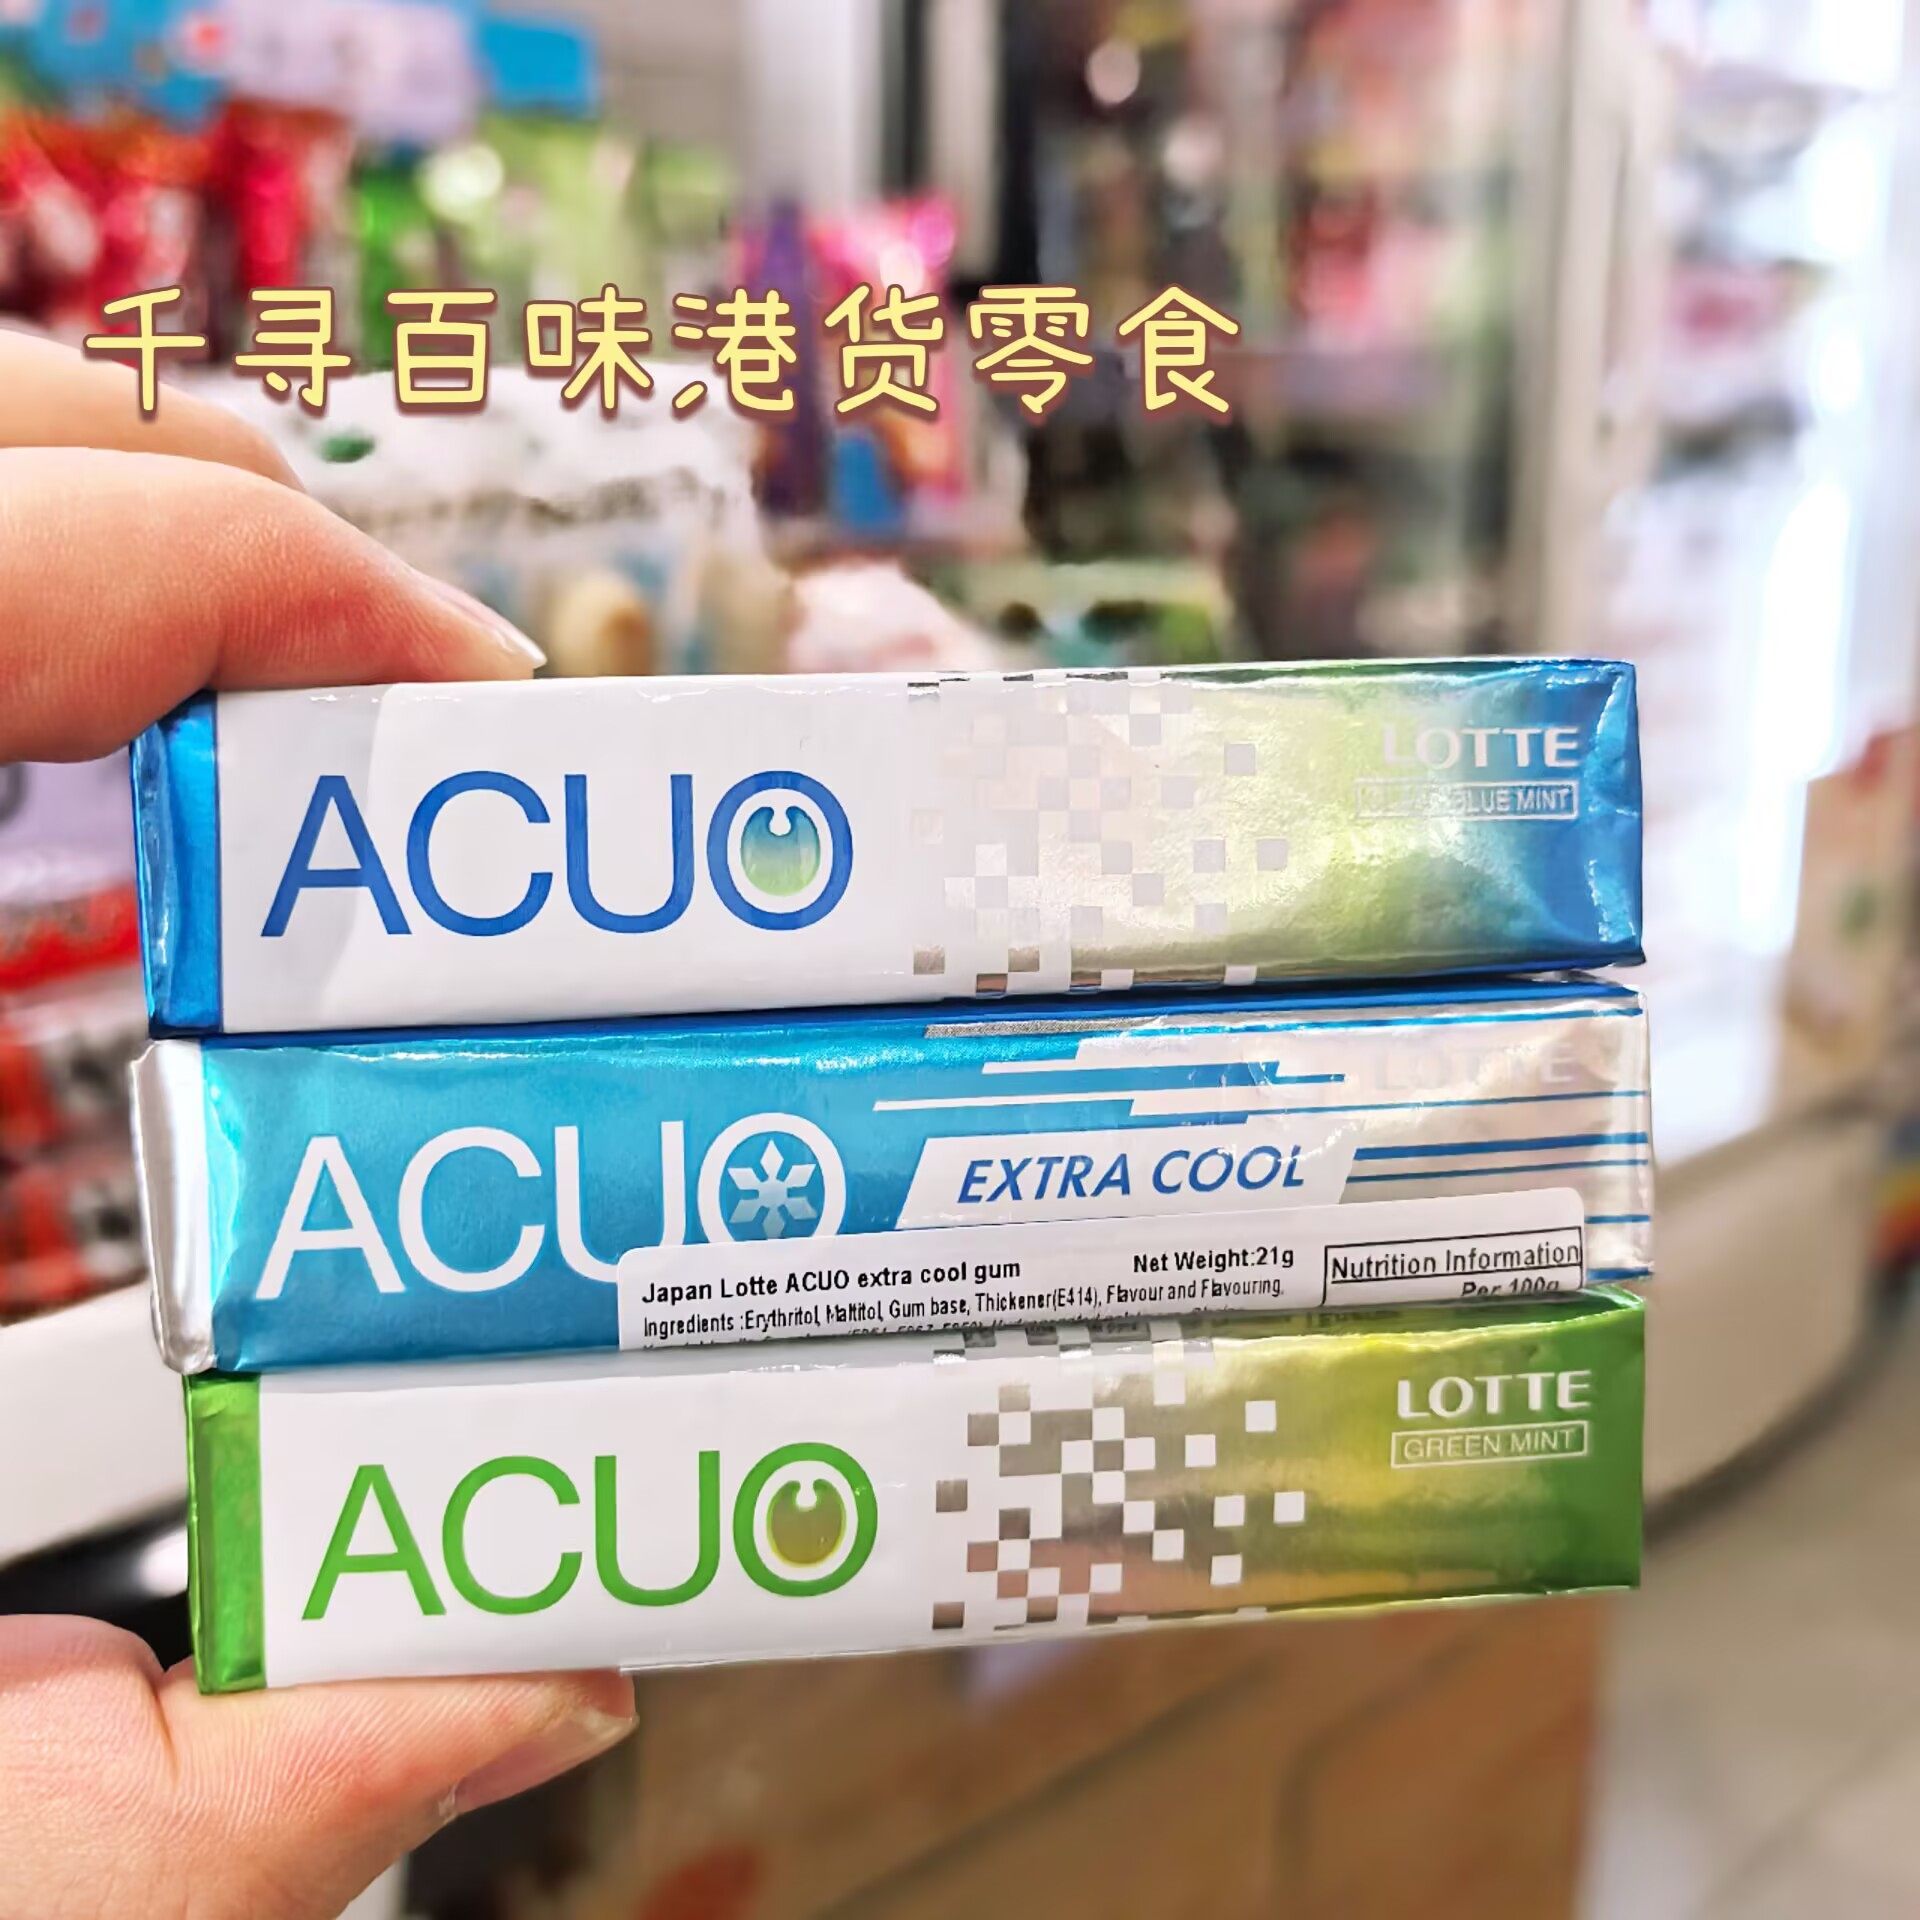 千寻百味港货零食
ACUO
LOTTE
CLEAR BLUE MINT
ACUO
LOTTE
EXTRA COOL
Japan Lotte ACUO extra cool gum
Net Weight:21g
Ingredients :Erythritol, Maltitol, Gum base, Thickener(E414), Flavour and Flavouring,
Nutrition Information
Per 100g
ACUO
LOTTE
GREEN MINT